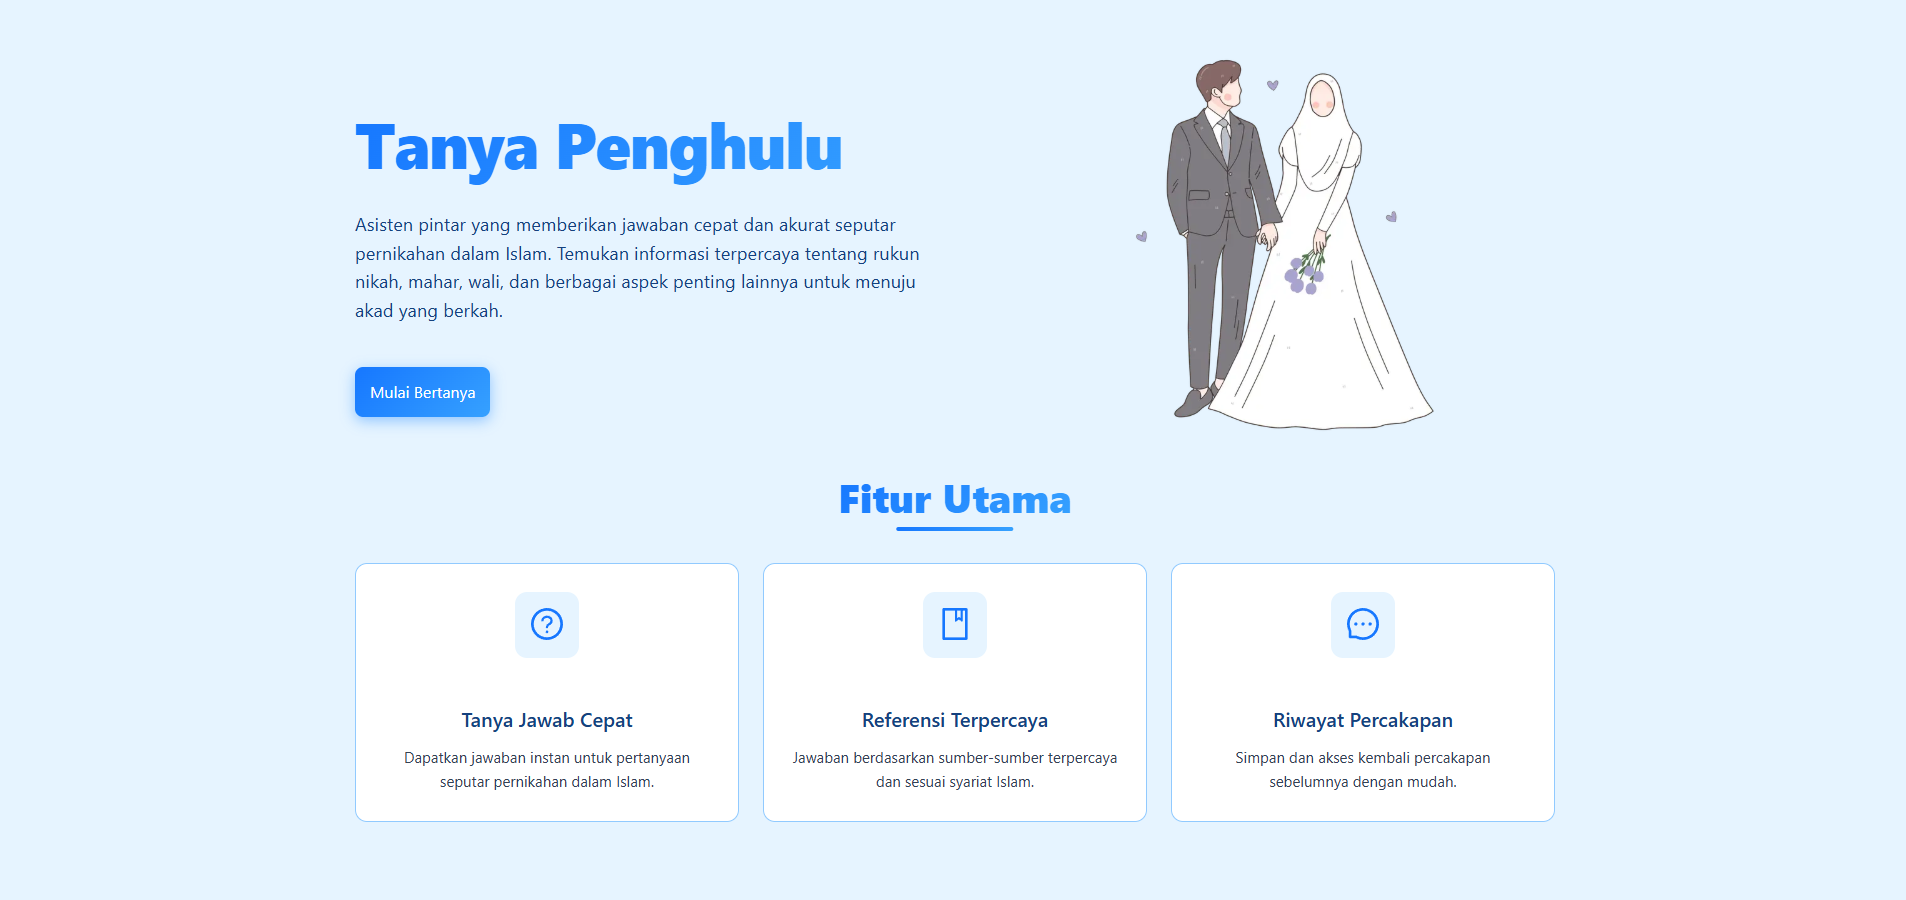 Tanya Penghulu
Asisten pintar yang memberikan jawaban cepat dan akurat seputar
pernikahan dalam Islam. Temukan informasi terpercaya tentang rukun
nikah, mahar, wali, dan berbagai aspek penting lainnya untuk menuju
akad yang berkah.
Mulai Bertanya
Fitur Utama
Tanya Jawab Cepat
Dapatkan jawaban instan untuk pertanyaan
seputar pernikahan dalam Islam.
Referensi Terpercaya
Jawaban berdasarkan sumber-sumber terpercaya
dan sesuai syariat Islam.
Riwayat Percakapan
Simpan dan akses kembali percakapan
sebelumnya dengan mudah.